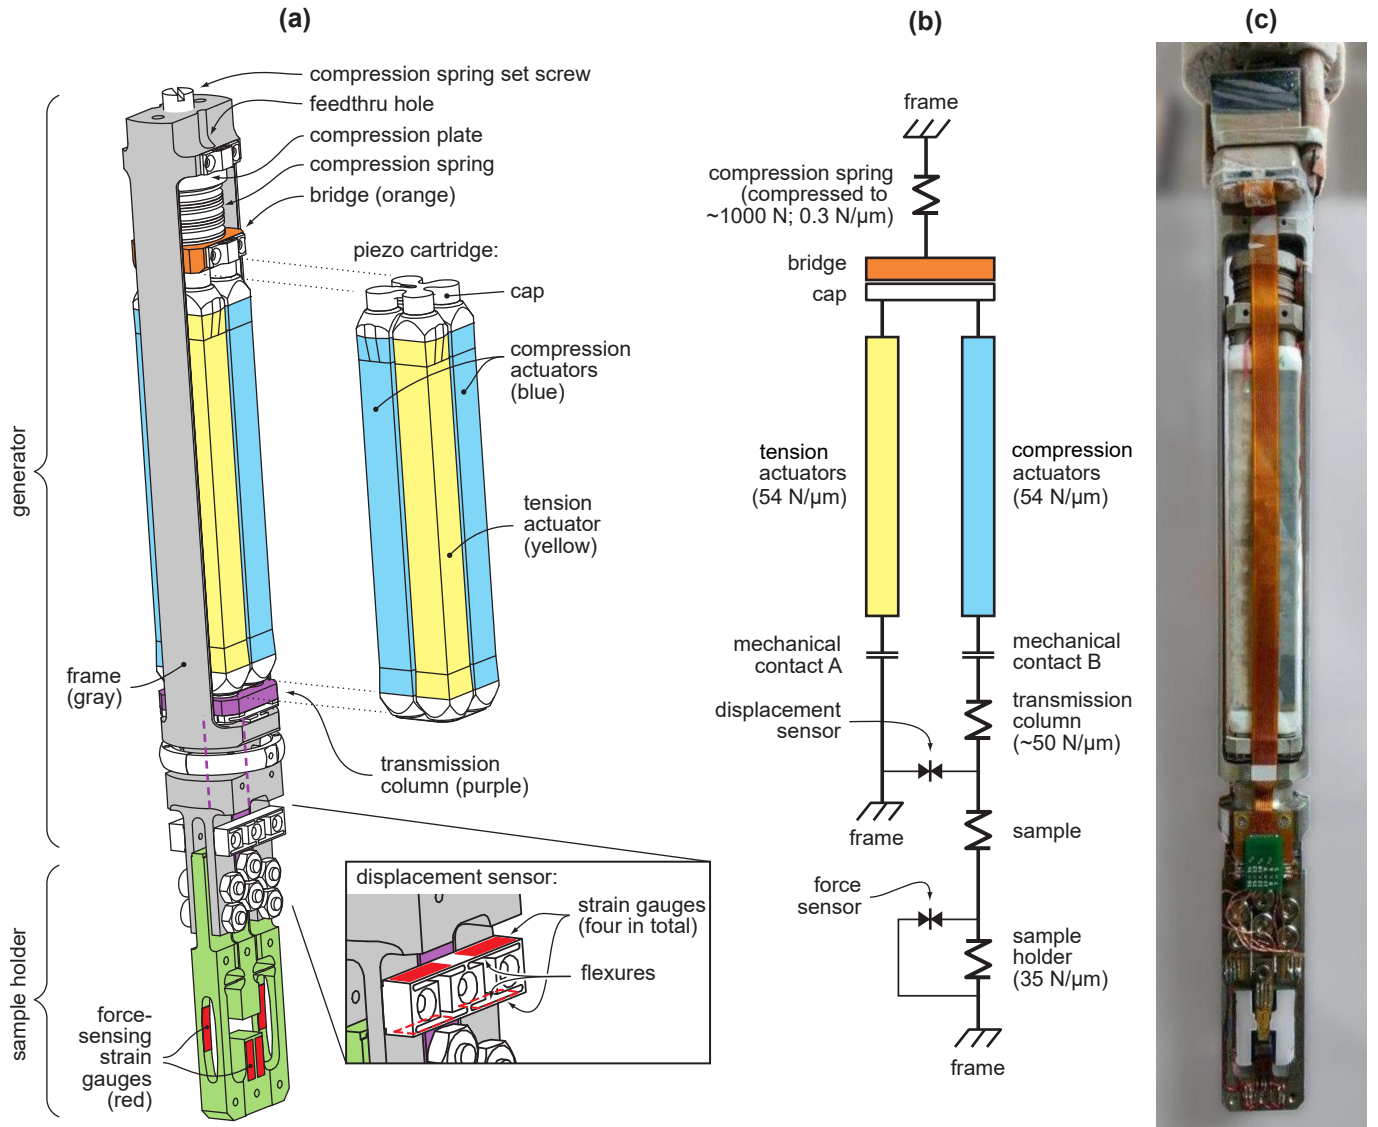 (a)
compression spring set screw
feedthru hole
compression plate
compression spring
bridge (orange)
piezo cartridge:
cap
compression
actuators
(blue)
tension
actuator
(yellow)
generator
frame
(gray)
transmission
column (purple)
sample holder
force-
sensing
strain
gauges
(red)
displacement sensor:
strain gauges
(four in total)
flexures
(b)
frame
compression spring
(compressed to
~1000 N; 0.3 N/µm)
bridge
cap
tension
actuators
(54 N/µm)
compression
actuators
(54 N/µm)
mechanical
contact A
mechanical
contact B
displacement
sensor
transmission
column
(~50 N/µm)
frame
sample
force
sensor
sample
holder
(35 N/µm)
frame
(c)